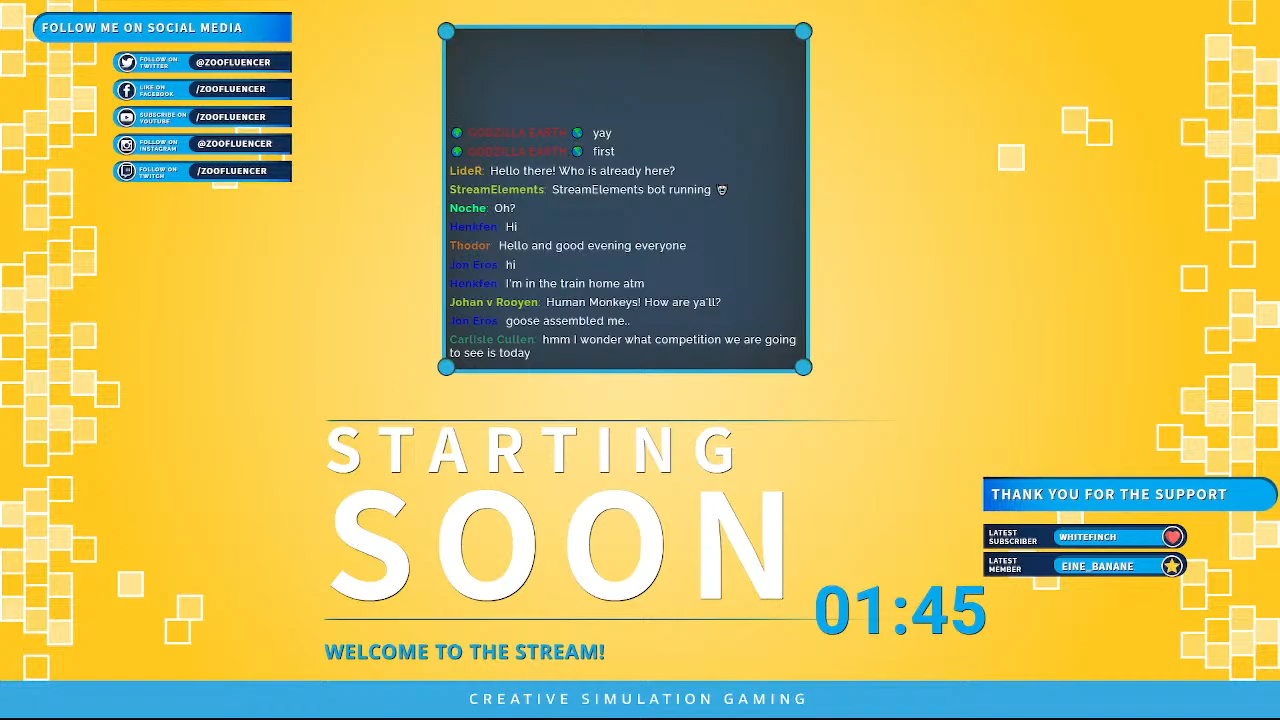 FOLLOW ME ON SOCIAL MEDIA
FOLLOW ON
TWITTER
@ZOOFLUENCER
LIKE ON
FACEBOOK
/ZOOFLUENCER
SUBSCRIBE ON
YOUTUBE
/ZOOFLUENCER
FOLLOW ON
INSTAGRAM
@ZOOFLUENCER
FOLLOW ON
TWITCH
/ZOOFLUENCER
GODZILLA EARTH yay
GODZILLA EARTH first
LideR: Hello there! Who is already here?
StreamElements: StreamElements bot running
Noche: Oh?
Henkfen: Hi
Thodor: Hello and good evening everyone
Jon Eros: hi
Henkfen: I'm in the train home atm
Johan v Rooyen: Human Monkeys! How are ya'll?
Jon Eros: goose assembled me..
Carlisle Cullen: hmm I wonder what competition we are going
to see is today
STARTING
SOON
01:45
WELCOME TO THE STREAM!
THANK YOU FOR THE SUPPORT
LATEST
SUBSCRIBER
WHITEFINCH
LATEST
MEMBER
EINE_BANANE
CREATIVE SIMULATION GAMING